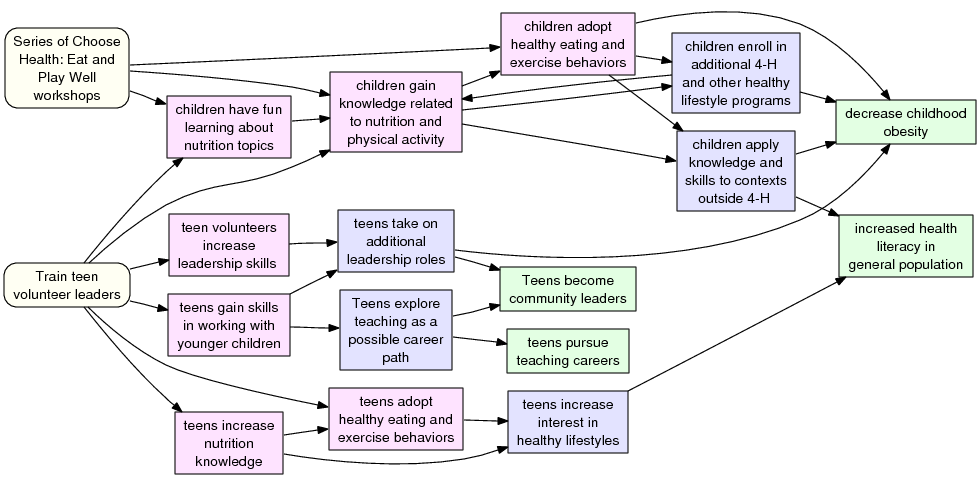 Series of Choose
Health: Eat and
Play Well
workshops
children have fun
learning about
nutrition topics
children gain
knowledge related
to nutrition and
physical activity
children adopt
healthy eating and
exercise behaviors
children enroll in
additional 4-H
and other healthy
lifestyle programs
children apply
knowledge and
skills to contexts
outside 4-H
decrease childhood
obesity
increased health
literacy in
general population
Train teen
volunteer leaders
teen volunteers
increase
leadership skills
teens gain skills
in working with
younger children
teens take on
additional
leadership roles
Teens explore
teaching as a
possible career
path
Teens become
community leaders
teens pursue
teaching careers
teens increase
nutrition
knowledge
teens adopt
healthy eating and
exercise behaviors
teens increase
interest in
healthy lifestyles